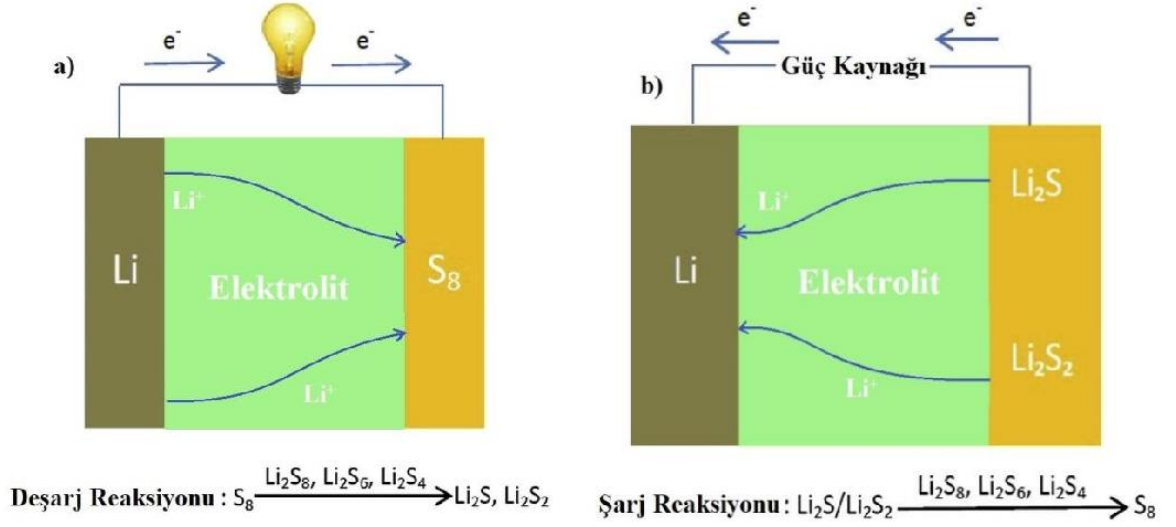 a)
e⁻
e⁻
Li⁺
Li
Elektrolit
S₈
Li⁺
Deşarj Reaksiyonu : S₈ Li₂S₈, Li₂S₆, Li₂S₄ Li₂S, Li₂S₂
b)
e⁻
e⁻
Güç Kaynağı
Li₂S
Li⁺
Li
Elektrolit
Li₂S₂
Li⁺
Şarj Reaksiyonu: Li₂S/Li₂S₂ Li₂S₈, Li₂S₆, Li₂S₄ S₈